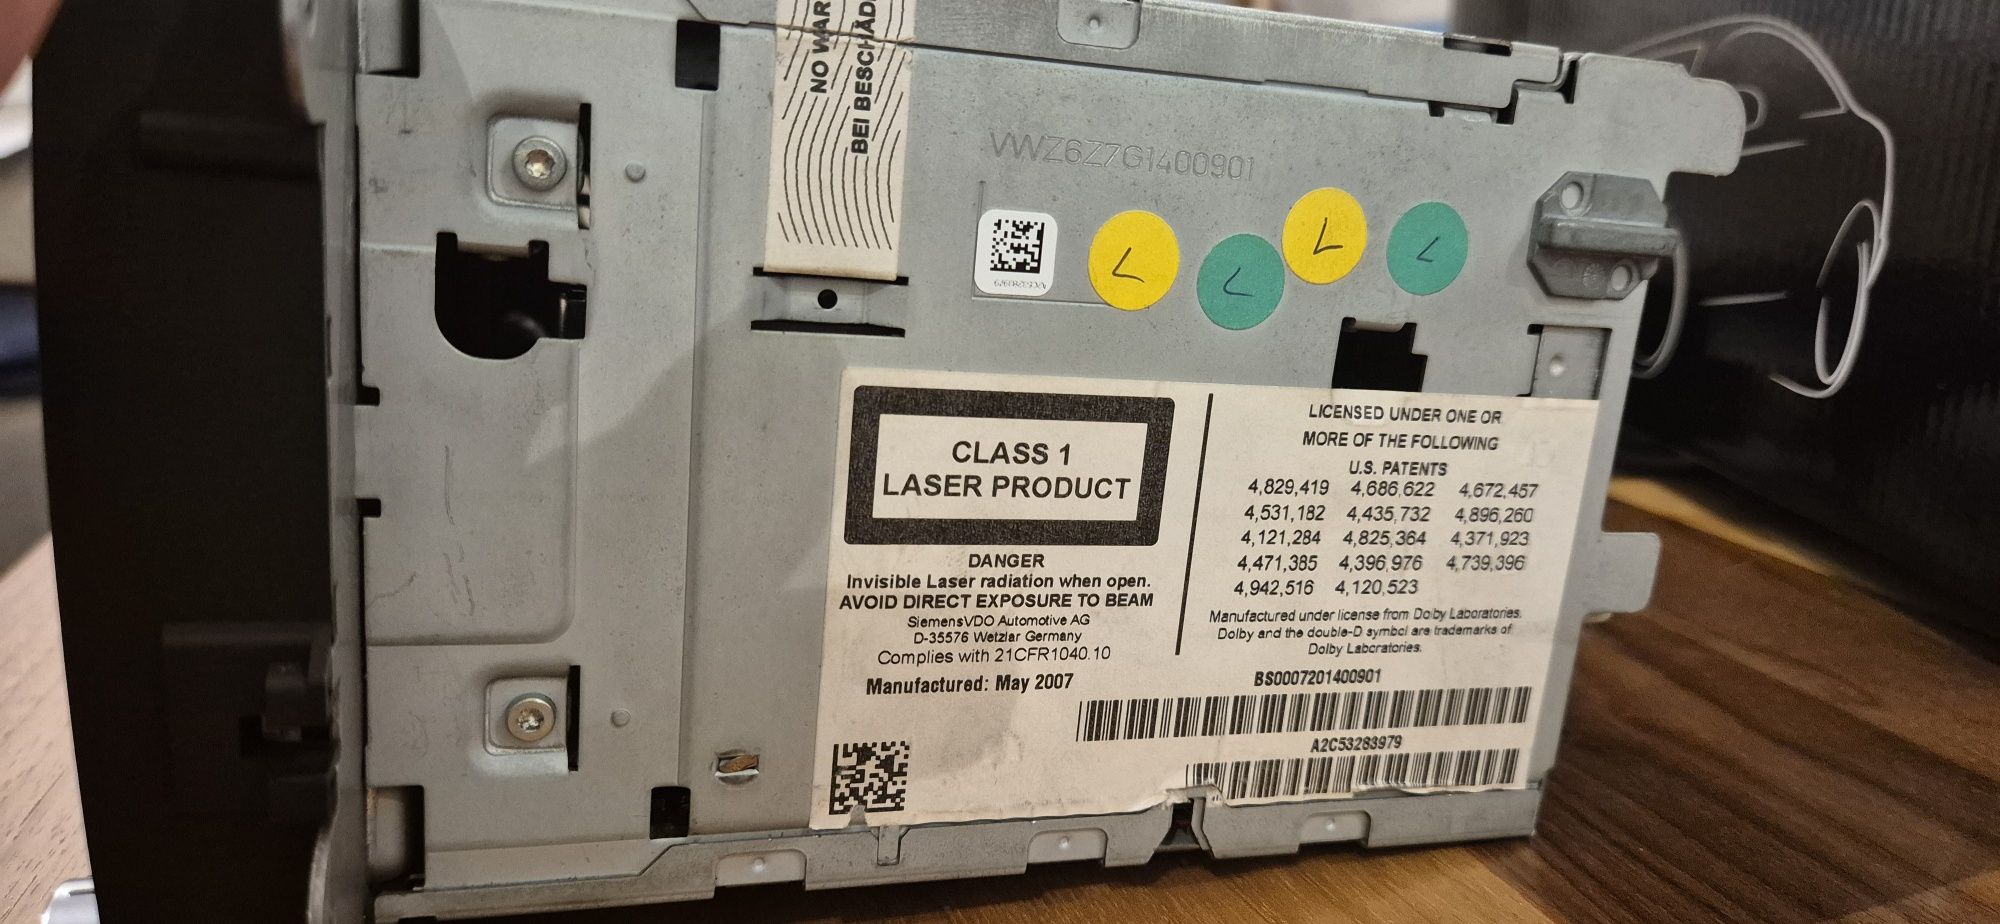 NO WAR
BEI BESCHÄD
VWZ6Z7G1400901
A2C53283979
CLASS 1
LASER PRODUCT
DANGER
Invisible Laser radiation when open.
AVOID DIRECT EXPOSURE TO BEAM
SiemensVDO Automotive AG
D-35576 Wetzlar Germany
Complies with 21CFR1040.10
Manufactured: May 2007
LICENSED UNDER ONE OR
MORE OF THE FOLLOWING
U.S. PATENTS
4,829,419 4,686,622 4,672,457
4,531,182 4,435,732 4,896,260
4,121,284 4,825,364 4,371,923
4,471,385 4,396,976 4,739,396
4,942,516 4,120,523
Manufactured under license from Dolby Laboratories.
Dolby and the double-D symbol are trademarks of
Dolby Laboratories.
BS0007201400901
A2C53283979